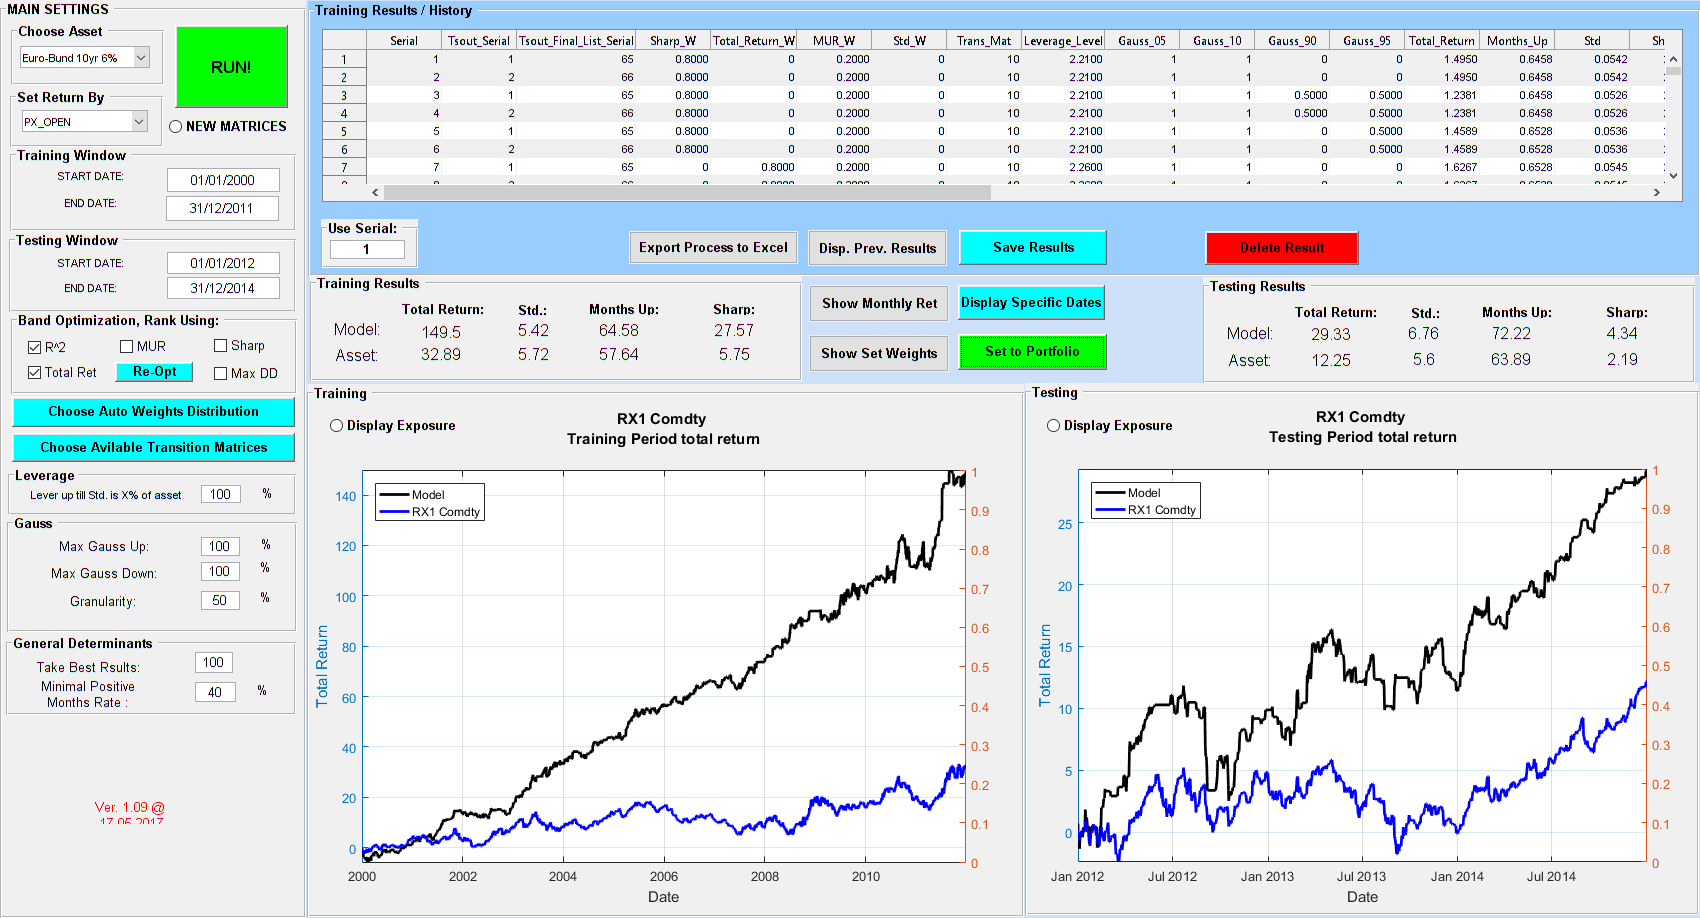 MAIN SETTINGS
Choose Asset
Euro-Bund 10yr 6%
RUN!
Set Return By
PX_OPEN
NEW MATRICES
Training Window
START DATE: 01/01/2000
END DATE: 31/12/2011
Testing Window
START DATE: 01/01/2012
END DATE: 31/12/2014
Band Optimization, Rank Using:
R^2 MUR Sharp
Total Ret Re-Opt Max DD
Choose Auto Weights Distribution
Choose Avilable Transition Matrices
Leverage
Lever up till Std. is X% of asset 100 %
Gauss
Max Gauss Up: 100 %
Max Gauss Down: 100 %
Granularity: 50 %
General Determinants
Take Best Rsults: 100
Minimal Positive
Months Rate : 40 %
Ver. 1.09 @
17.05.2017
Training Results / History
Serial Tsout_Serial Tsout_Final_List_Serial Sharp_W Total_Return_W MUR_W Std_W Trans_Mat Leverage_Level Gauss_05 Gauss_10 Gauss_90 Gauss_95 Total_Return Months_Up Std Sh
1 1 1 65 0.8000 0 0.2000 0 10 2.2100 1 1 0 0 1.4950 0.6458 0.0542
2 2 2 66 0.8000 0 0.2000 0 10 2.2100 1 1 0 0 1.4950 0.6458 0.0542
3 3 1 65 0.8000 0 0.2000 0 10 2.2100 1 1 0.5000 0.5000 1.2381 0.6458 0.0526
4 4 2 66 0.8000 0 0.2000 0 10 2.2100 1 1 0.5000 0.5000 1.2381 0.6458 0.0526
5 5 1 65 0.8000 0 0.2000 0 10 2.2100 1 1 0 0.5000 1.4589 0.6528 0.0536
6 6 2 66 0.8000 0 0.2000 0 10 2.2100 1 1 0 0.5000 1.4589 0.6528 0.0536
7 7 1 65 0 0.8000 0.2000 0 10 2.2600 1 1 0 0 1.6267 0.6528 0.0545
Use Serial:
1
Export Process to Excel
Disp. Prev. Results
Save Results
Delete Result
Training Results
Total Return: Std.: Months Up: Sharp:
Model: 149.5 5.42 64.58 27.57
Asset: 32.89 5.72 57.64 5.75
Show Monthly Ret
Display Specific Dates
Show Set Weights
Set to Portfolio
Testing Results
Total Return: Std.: Months Up: Sharp:
Model: 29.33 6.76 72.22 4.34
Asset: 12.25 5.6 63.89 2.19
Training
Display Exposure
RX1 Comdty
Training Period total return
Model
RX1 Comdty
Total Return
140
120
100
80
60
40
20
0
1
0.9
0.8
0.7
0.6
0.5
0.4
0.3
0.2
0.1
0
2000 2002 2004 2006 2008 2010
Date
Testing
Display Exposure
RX1 Comdty
Testing Period total return
Model
RX1 Comdty
Total Return
25
20
15
10
5
0
1
0.9
0.8
0.7
0.6
0.5
0.4
0.3
0.2
0.1
0
Jan 2012 Jul 2012 Jan 2013 Jul 2013 Jan 2014 Jul 2014
Date